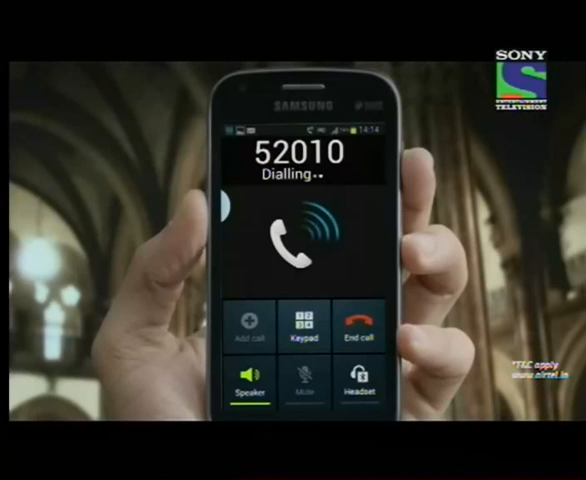 SONY
ENTERTAINMENT
TELEVISION
SAMSUNG
14:14
52010
Dialling..
Add call
Keypad
End call
Speaker
Mute
Headset
*T&C apply
www.airtel.in